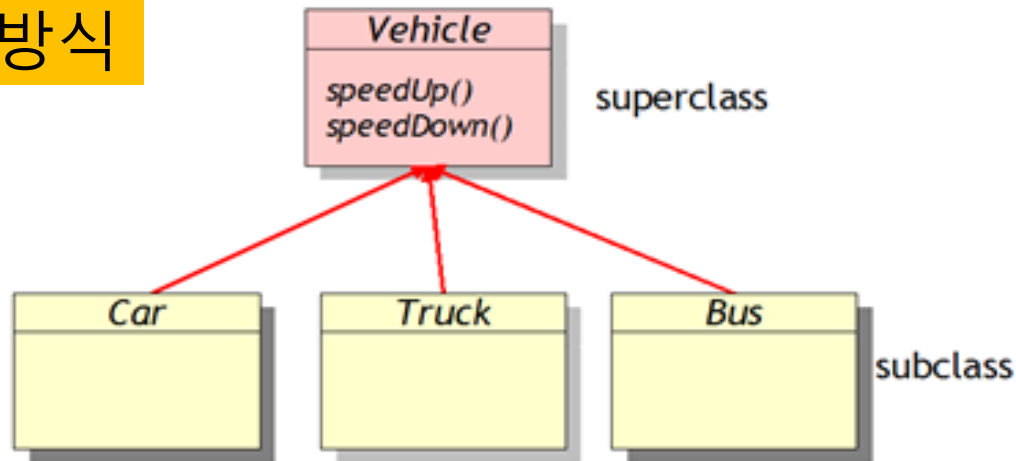 방식
Vehicle
speedUp()
speedDown()
superclass
Car
Truck
Bus
subclass